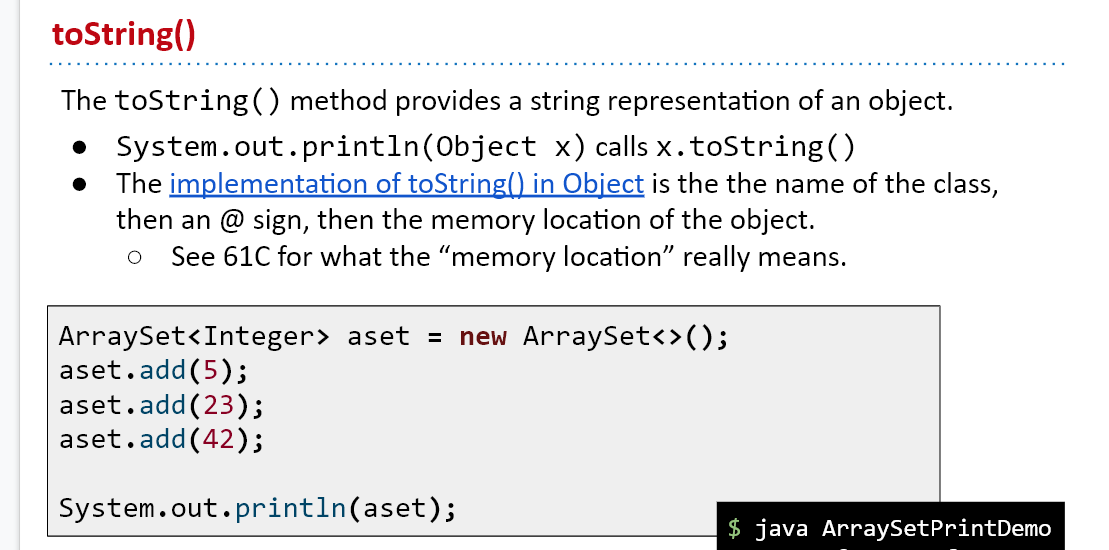 toString()
The toString() method provides a string representation of an object.
● System.out.println(Object x) calls x.toString()
● The implementation of toString() in Object is the the name of the class,
then an @ sign, then the memory location of the object.
○ See 61C for what the “memory location” really means.
ArraySet<Integer> aset = new ArraySet<>();
aset.add(5);
aset.add(23);
aset.add(42);
System.out.println(aset);
$ java ArraySetPrintDemo